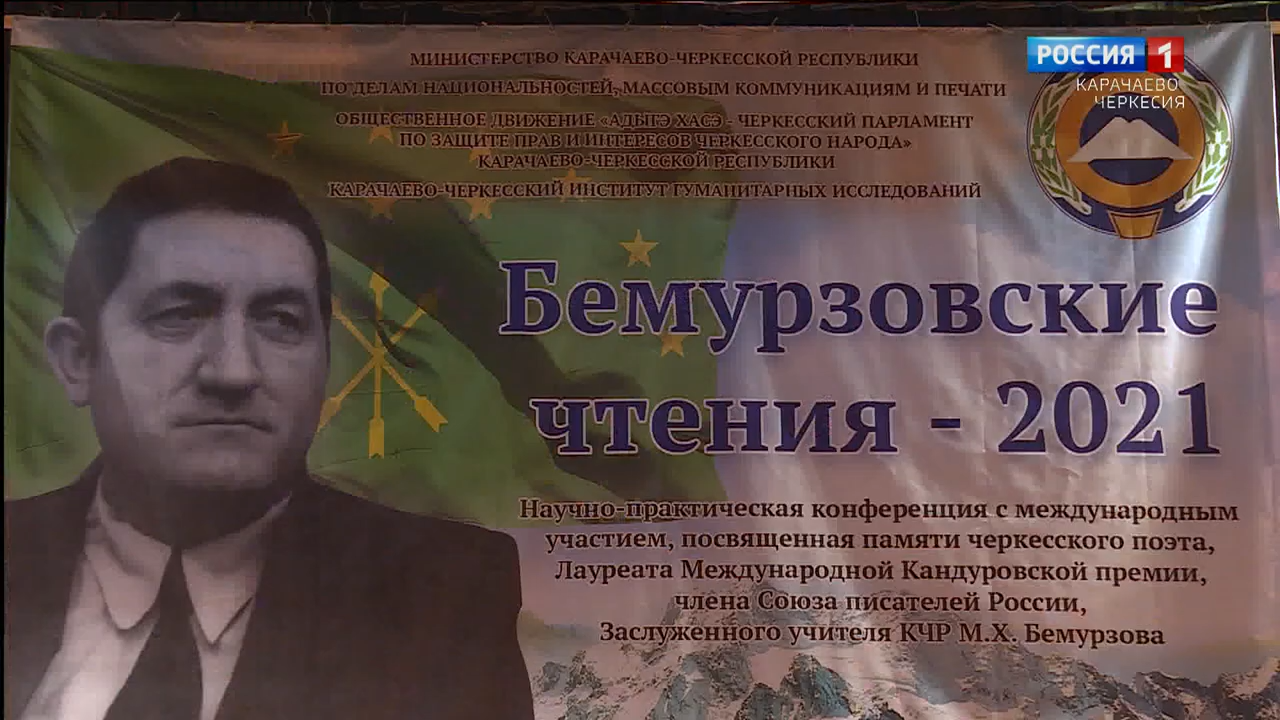 МИНИСТЕРСТВО КАРАЧАЕВО-ЧЕРКЕССКОЙ РЕСПУБЛИКИ
ПО ДЕЛАМ НАЦИОНАЛЬНОСТЕЙ, МАССОВЫМ КОММУНИКАЦИЯМ И ПЕЧАТИ
ОБЩЕСТВЕННОЕ ДВИЖЕНИЕ «АДЫГЭ ХАСЭ - ЧЕРКЕССКИЙ ПАРЛАМЕНТ
ПО ЗАЩИТЕ ПРАВ И ИНТЕРЕСОВ ЧЕРКЕССКОГО НАРОДА»
КАРАЧАЕВО-ЧЕРКЕССКОЙ РЕСПУБЛИКИ
КАРАЧАЕВО-ЧЕРКЕССКИЙ ИНСТИТУТ ГУМАНИТАРНЫХ ИССЛЕДОВАНИЙ
РОССИЯ 1
КАРАЧАЕВО
ЧЕРКЕСИЯ
Бемурзовские
чтения - 2021
Научно-практическая конференция с международным
участием, посвященная памяти черкесского поэта,
Лауреата Международной Кандуровской премии,
члена Союза писателей России,
Заслуженного учителя КЧР М.Х. Бемурзова